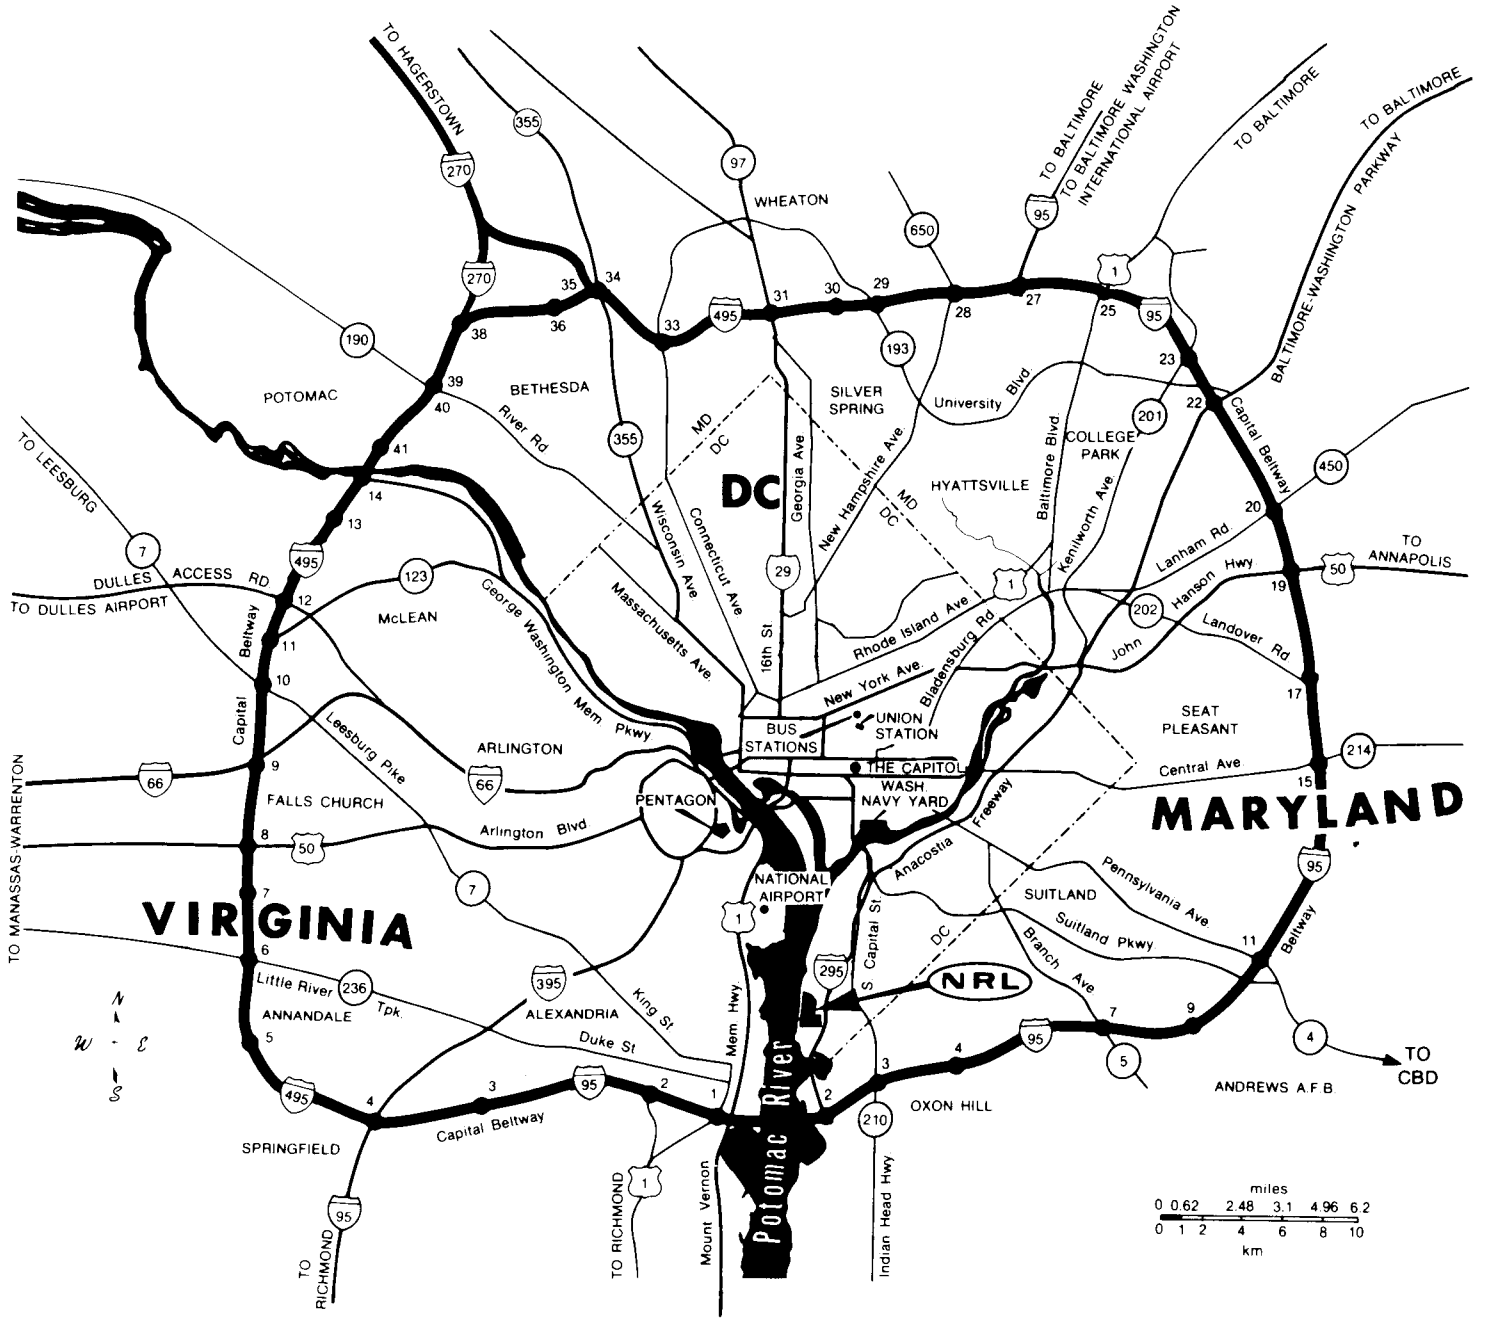 TO HAGERSTOWN
270
355
97
WHEATON
650
TO BALTIMORE
TO BALTIMORE WASHINGTON
INTERNATIONAL AIRPORT
95
TO BALTIMORE
TO BALTIMORE
BALTIMORE-WASHINGTON PARKWAY
1
270
35
34
36
38
33
495
31
30
29
28
27
25
95
23
22
193
190
39
40
41
POTOMAC
BETHESDA
River Rd
355
MD
DC
SILVER
SPRING
University Blvd.
201
COLLEGE
PARK
Capital Beltway
450
20
TO LEESBURG
7
14
13
495
DC
Georgia Ave
New Hampshire Ave.
HYATTSVILLE
MD
DC
Baltimore Blvd.
Kenilworth Ave.
Lanham Rd.
TO
ANNAPOLIS
50
19
DULLES ACCESS RD
TO DULLES AIRPORT
12
123
McLEAN
11
10
Capital Beltway
George Washington Mem Pkwy.
Wisconsin Ave
Connecticut Ave
Massachusetts Ave.
29
16th St
1
Rhode Island Ave
New York Ave.
Bladensburg Rd
John Hanson Hwy
202
Landover Rd
17
SEAT
PLEASANT
UNION
STATION
BUS
STATIONS
THE CAPITOL
WASH.
NAVY YARD
Central Ave
214
15
MARYLAND
Leesburg Pike
ARLINGTON
66
66
9
FALLS CHURCH
PENTAGON
Arlington Blvd.
8
50
7
7
TO MANASSAS-WARRENTON
VIRGINIA
6
Little River Tpk.
236
ANNANDALE
5
Anacostia Freeway
NATIONAL
AIRPORT
1
Pennsylvania Ave.
SUITLAND
Suitland Pkwy
Branch Ave
DC
95
11
Beltway
S. Capital St.
295
NRL
395
King St
ALEXANDRIA
Duke St
Mem. Hwy.
Potomac River
N
W - E
S
495
4
3
95
2
1
2
3
4
95
7
9
5
4
TO
CBD
ANDREWS A.F.B.
OXON HILL
210
Indian Head Hwy
Capital Beltway
SPRINGFIELD
95
TO
RICHMOND
1
TO RICHMOND
Mount Vernon
miles
0 0.62 2.48 3.1 4.96 6.2
0 1 2 4 6 8 10
km